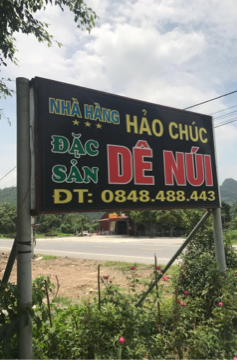 NHÀ HÀNG HẢO CHÚC
ĐẶC SẢN DÊ NÚI
ĐT: 0848.488.443